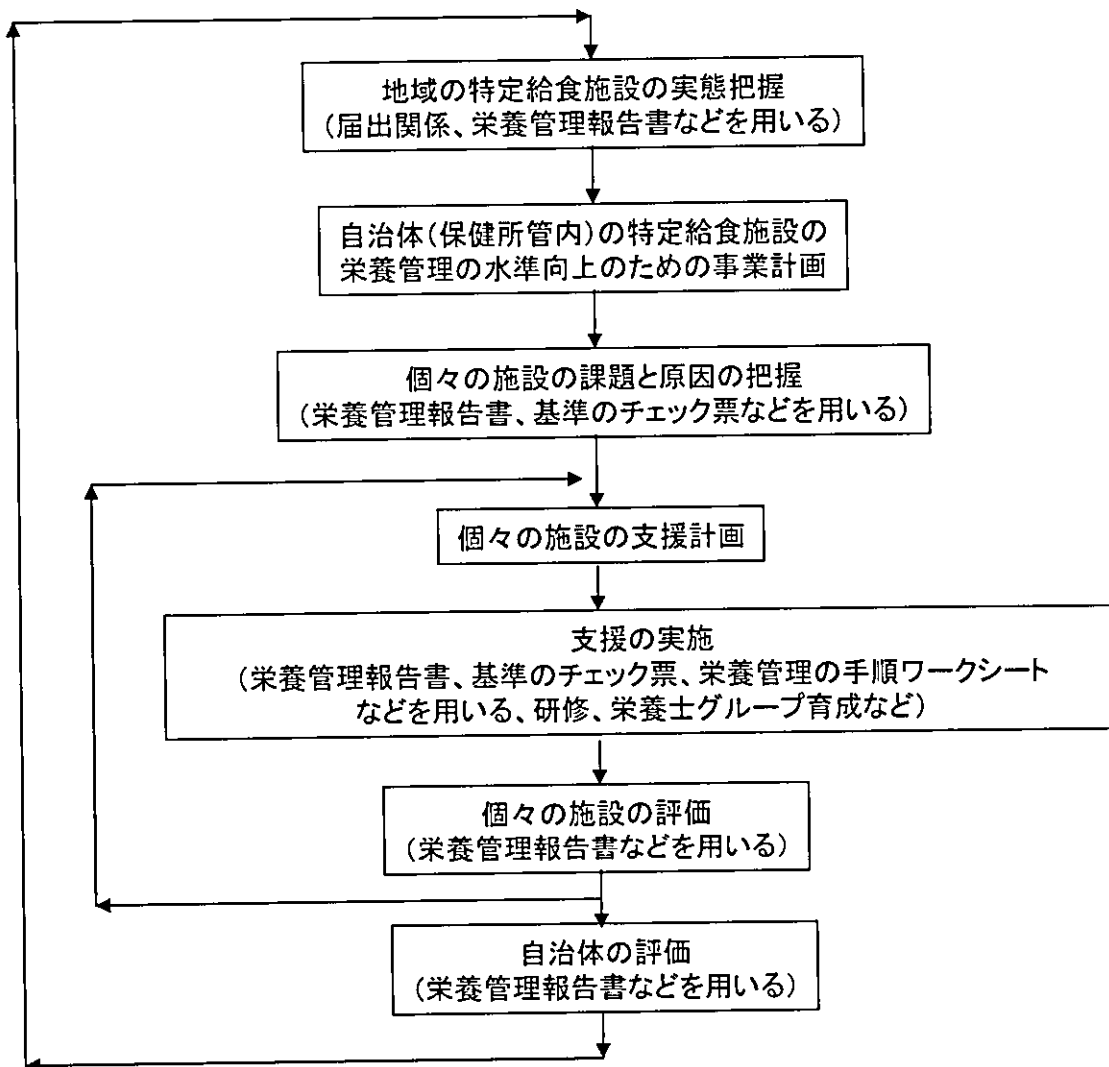 地域の特定給食施設の実態把握
(届出関係、栄養管理報告書などを用いる)
自治体(保健所管内)の特定給食施設の
栄養管理の水準向上のための事業計画
個々の施設の課題と原因の把握
(栄養管理報告書、基準のチェック票などを用いる)
個々の施設の支援計画
支援の実施
(栄養管理報告書、基準のチェック票、栄養管理の手順ワークシート
などを用いる、研修、栄養士グループ育成など)
個々の施設の評価
(栄養管理報告書などを用いる)
自治体の評価
(栄養管理報告書などを用いる)